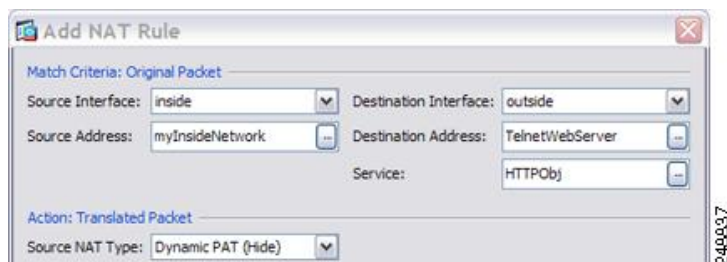 Add NAT Rule
Match Criteria: Original Packet
Source Interface: inside Destination Interface: outside
Source Address: myInsideNetwork ... Destination Address: TelnetWebServer ...
Service: HTTPObj ...
Action: Translated Packet
Source NAT Type: Dynamic PAT (Hide)
248837